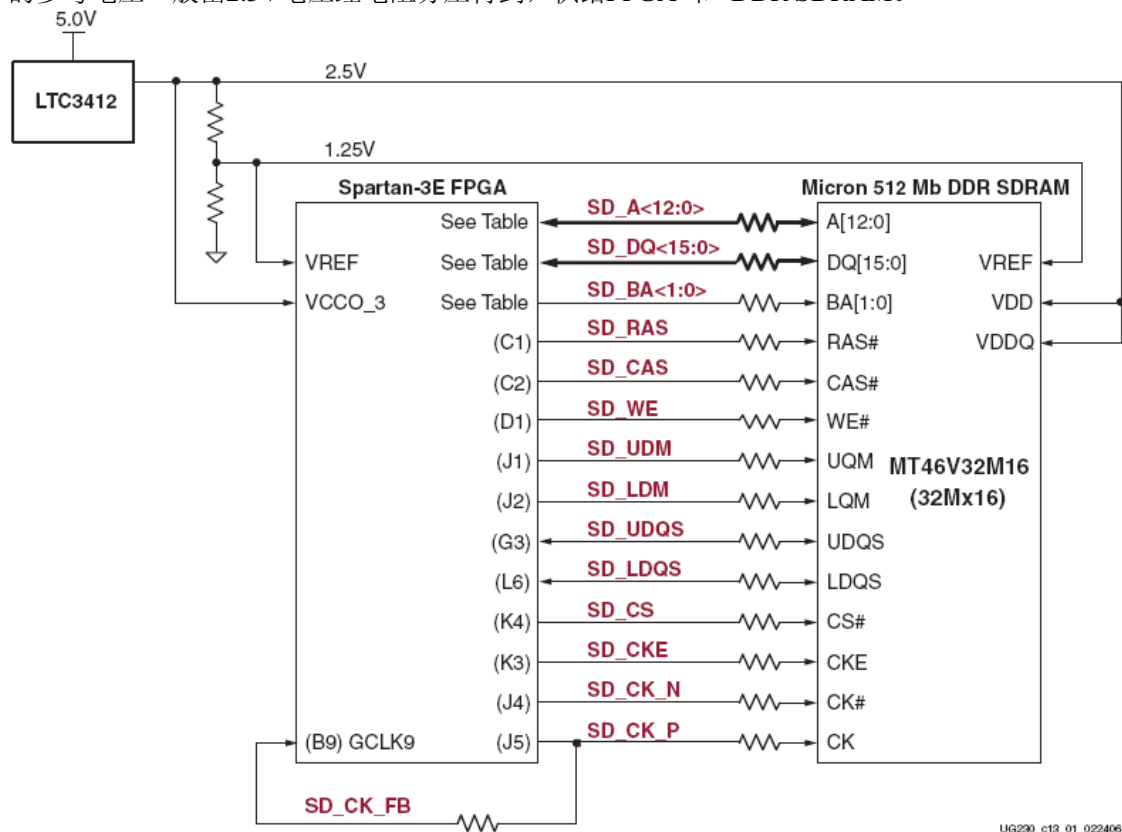 5.0V
LTC3412
2.5V
1.25V
Spartan-3E FPGA
Micron 512 Mb DDR SDRAM
See Table
SD_A<12:0>
A[12:0]
VREF
See Table
SD_DQ<15:0>
DQ[15:0]
VREF
VCCO_3
See Table
SD_BA<1:0>
BA[1:0]
VDD
(C1)
SD_RAS
RAS#
VDDQ
(C2)
SD_CAS
CAS#
(D1)
SD_WE
WE#
(J1)
SD_UDM
UQM
MT46V32M16
(32Mx16)
(J2)
SD_LDM
LQM
(G3)
SD_UDQS
UDQS
(L6)
SD_LDQS
LDQS
(K4)
SD_CS
CS#
(K3)
SD_CKE
CKE
(J4)
SD_CK_N
CK#
(B9) GCLK9
(J5)
SD_CK_P
CK
SD_CK_FB
UG230_c13_01_022406